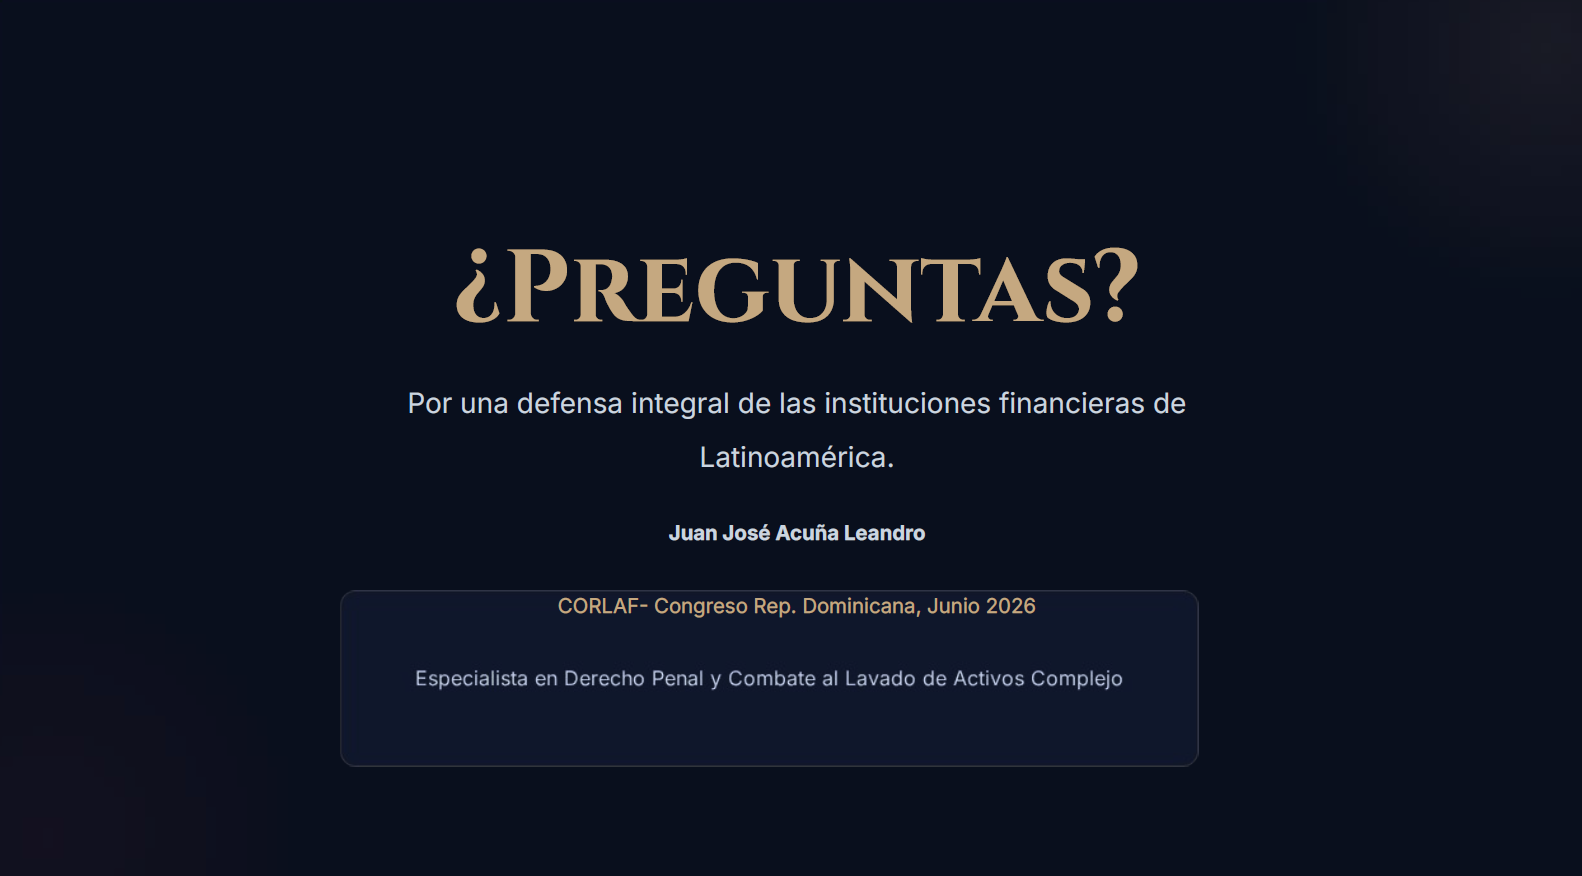 ¿PREGUNTAS?
Por una defensa integral de las instituciones financieras de
Latinoamérica.
Juan José Acuña Leandro
CORLAF- Congreso Rep. Dominicana, Junio 2026
Especialista en Derecho Penal y Combate al Lavado de Activos Complejo